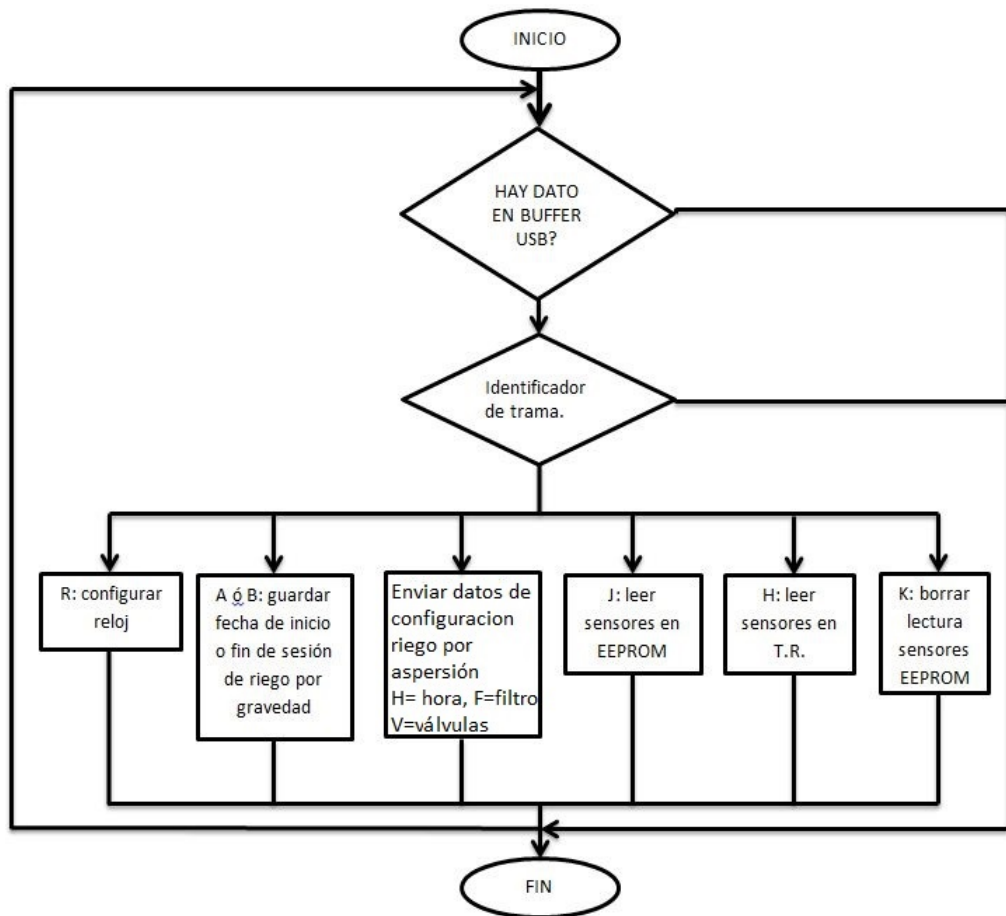 INICIO
HAY DATO
EN BUFFER
USB?
Identificador
de trama.
R: configurar
reloj
A ó B: guardar
fecha de inicio
o fin de sesión
de riego por
gravedad
Enviar datos de
configuracion
riego por
aspersión
H= hora, F=filtro
V=válvulas
J: leer
sensores en
EEPROM
H: leer
sensores en
T.R.
K: borrar
lectura
sensores
EEPROM
FIN